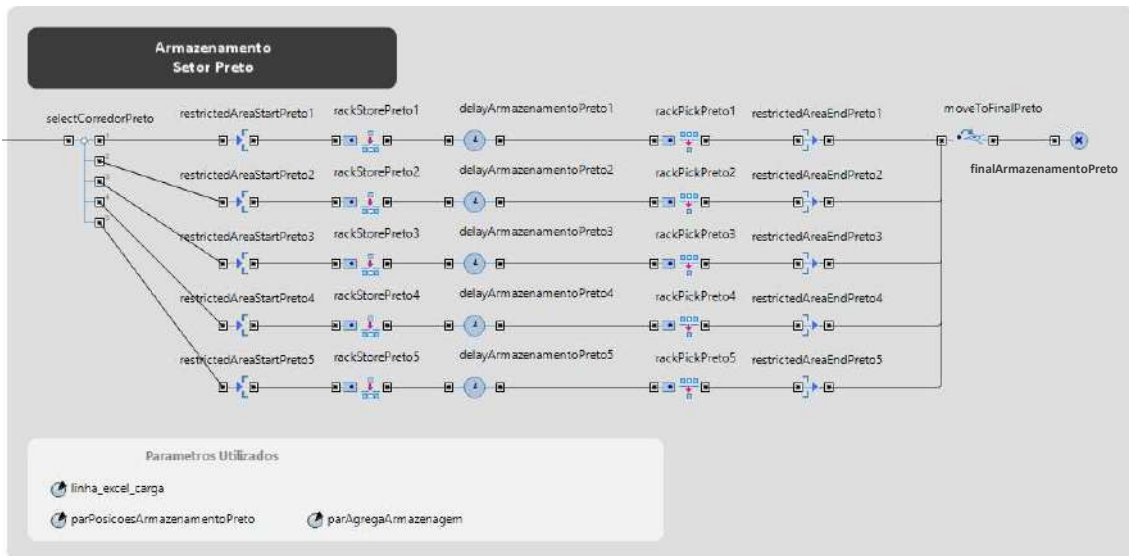 Armazenamento
Setor Preto
selectCorredorPreto
restrictedAreaStartPreto1 rackStorePreto1 delayArmazenamentoPreto1 rackPickPreto1 restrictedAreaEndPreto1 moveToFinalPreto
restrictedAreaStartPreto2 rackStorePreto2 delayArmazenamentoPreto2 rackPickPreto2 restrictedAreaEndPreto2 finalArmazenamentoPreto
restrictedAreaStartPreto3 rackStorePreto3 delayArmazenamentoPreto3 rackPickPreto3 restrictedAreaEndPreto3
restrictedAreaStartPreto4 rackStorePreto4 delayArmazenamentoPreto4 rackPickPreto4 restrictedAreaEndPreto4
restrictedAreaStartPreto5 rackStorePreto5 delayArmazenamentoPreto5 rackPickPreto5 restrictedAreaEndPreto5
Parametros Utilizados
linha_excel_carga
parPosicoesArmazenamentoPreto parAgregaArmazenagem